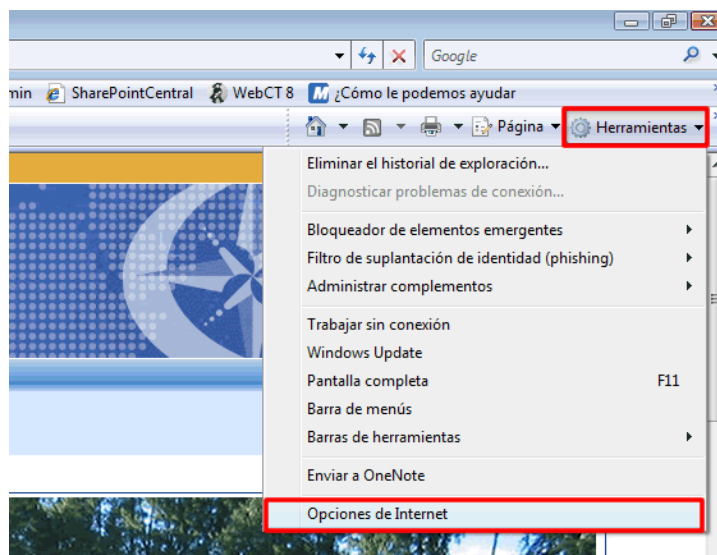 Google
min SharePointCentral WebCT 8 M ¿Cómo le podemos ayudar
Página Herramientas
Eliminar el historial de exploración...
Diagnosticar problemas de conexión...
Bloqueador de elementos emergentes
Filtro de suplantación de identidad (phishing)
Administrar complementos
Trabajar sin conexión
Windows Update
Pantalla completa F11
Barra de menús
Barras de herramientas
Enviar a OneNote
Opciones de Internet